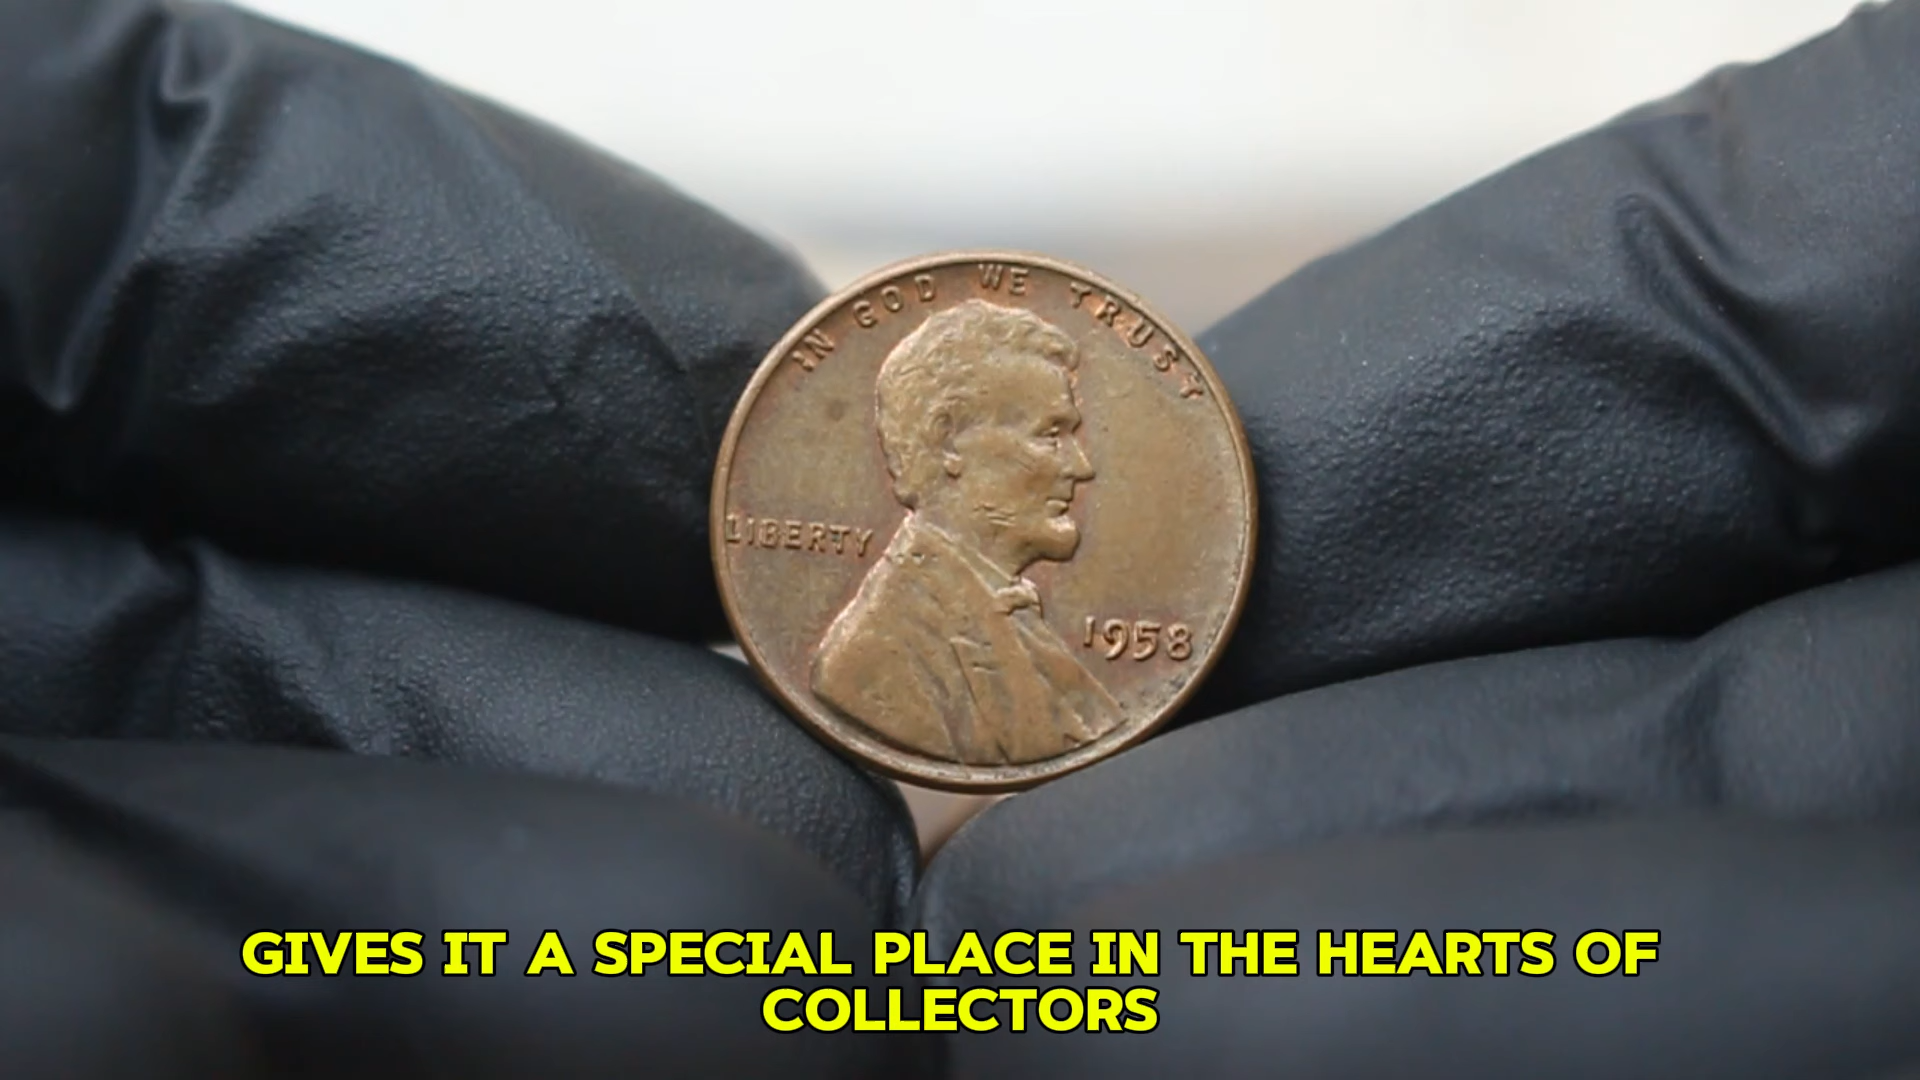 IN GOD WE TRUST
LIBERTY
1958
GIVES IT A SPECIAL PLACE IN THE HEARTS OF
COLLECTORS